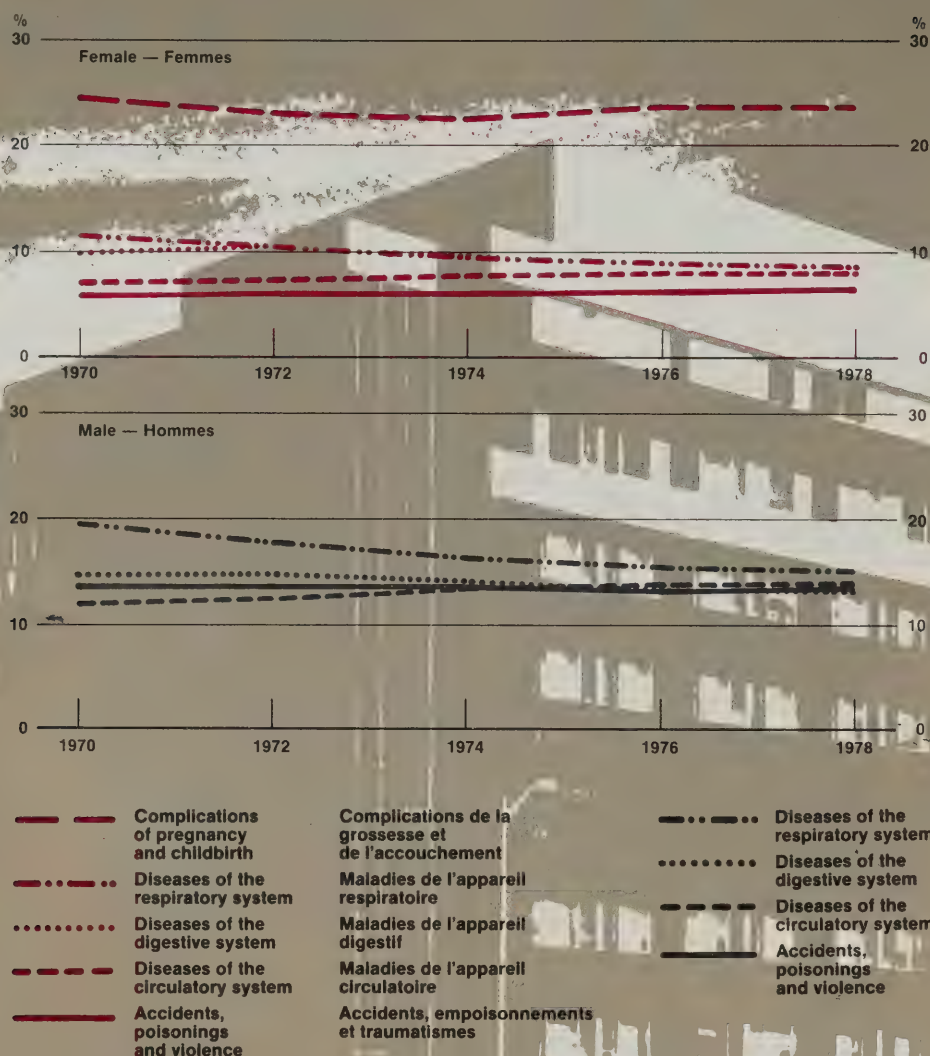 % %
30 30
Female — Femmes
20 20
10 10
0 0
1970 1972 1974 1976 1978
30 30
Male — Hommes
20 20
10 10
0 0
1970 1972 1974 1976 1978
Complications
of pregnancy
and childbirth
Complications de la
grossesse et
de l'accouchement
Diseases of the
respiratory system
Maladies de l'appareil
respiratoire
Diseases of the
digestive system
Maladies de l'appareil
digestif
Diseases of the
circulatory system
Maladies de l'appareil
circulatoire
Accidents,
poisonings
and violence
Accidents, empoisonnements
et traumatismes
Diseases of the
respiratory system
Diseases of the
digestive system
Diseases of the
circulatory system
Accidents,
poisonings
and violence